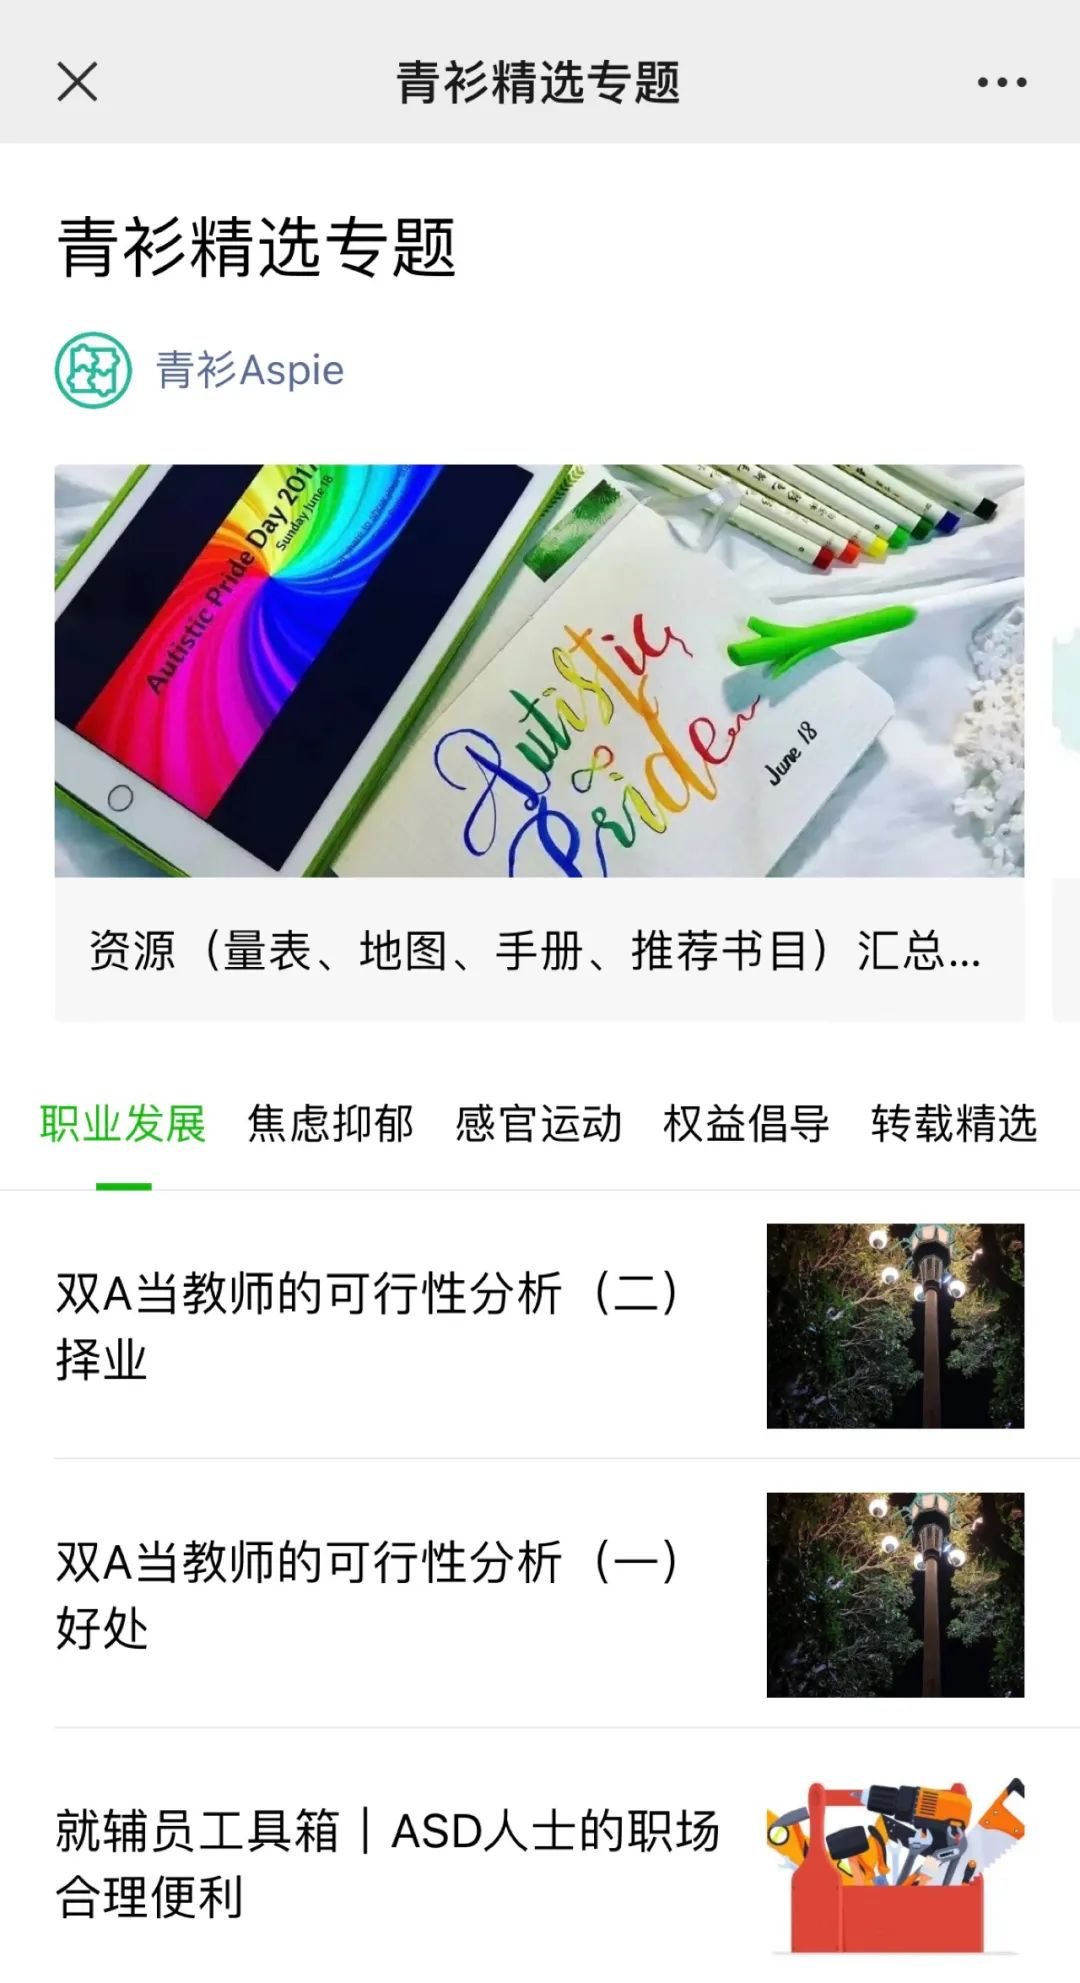 青衫精选专题
青衫精选专题
青衫Aspie
Autistic Pride Day 2017
Sunday June 18
Autistic
Pride
June 18
资源（量表、地图、手册、推荐书目）汇总...
职业发展 焦虑抑郁 感官运动 权益倡导 转载精选
双A当教师的可行性分析（二）
择业
双A当教师的可行性分析（一）
好处
就辅员工具箱｜ASD人士的职场
合理便利